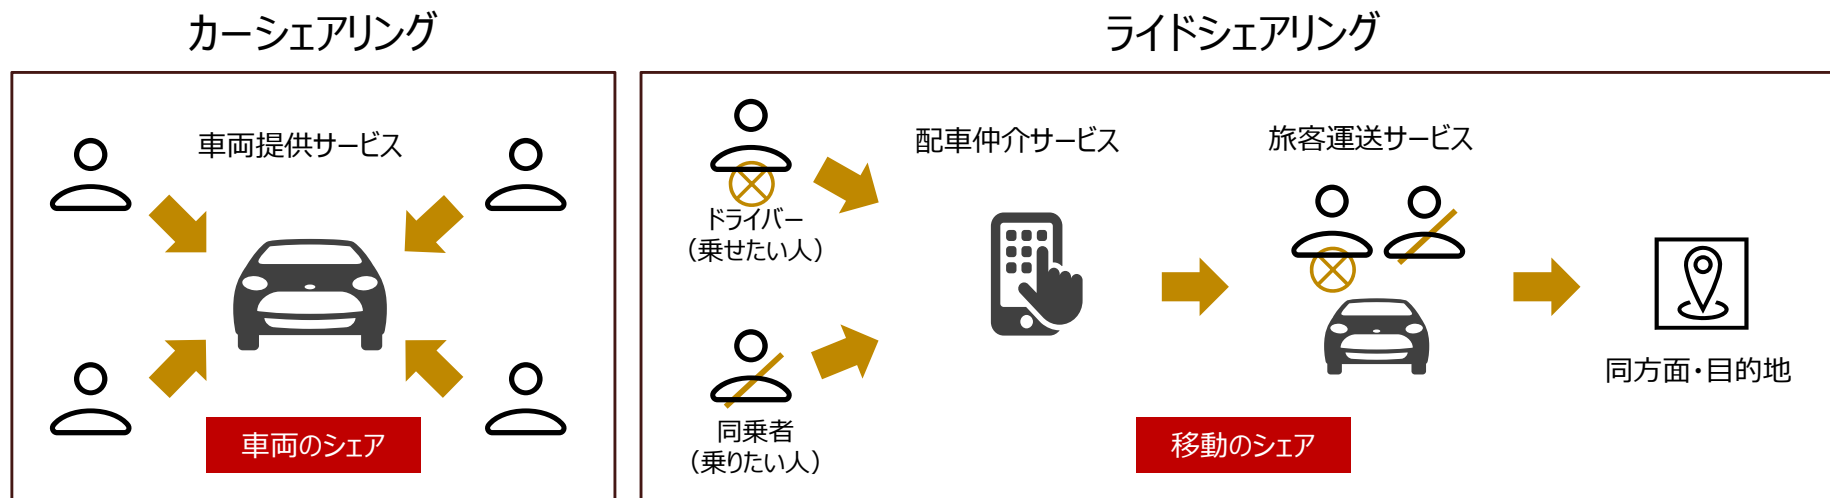 カーシェアリング
車両提供サービス
車両のシェア
ライドシェアリング
ドライバー
（乗せたい人）
同乗者
（乗りたい人）
配車仲介サービス
旅客運送サービス
同方面・目的地
移動のシェア